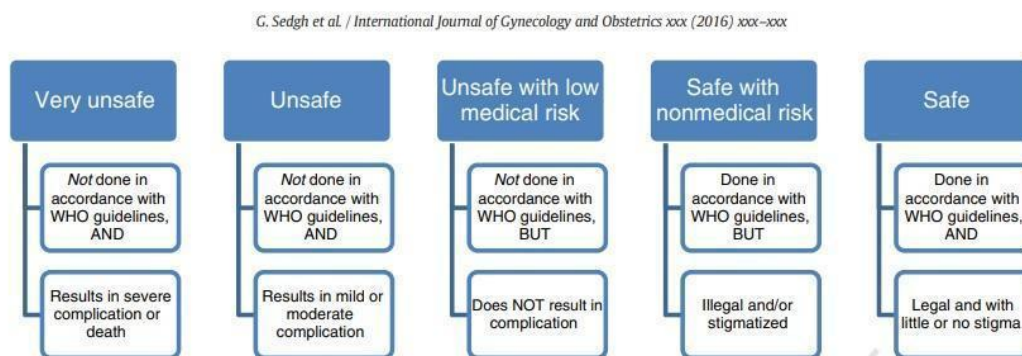 G. Sedgh et al. / International Journal of Gynecology and Obstetrics xxx (2016) xxx–xxx
Very unsafe
Not done in
accordance with
WHO guidelines,
AND
Results in severe
complication or
death
Unsafe
Not done in
accordance with
WHO guidelines,
AND
Results in mild or
moderate
complication
Unsafe with low
medical risk
Not done in
accordance with
WHO guidelines,
BUT
Does NOT result in
complication
Safe with
nonmedical risk
Done in
accordance with
WHO guidelines,
BUT
Illegal and/or
stigmatized
Safe
Done in
accordance with
WHO guidelines,
AND
Legal and with
little or no stigma